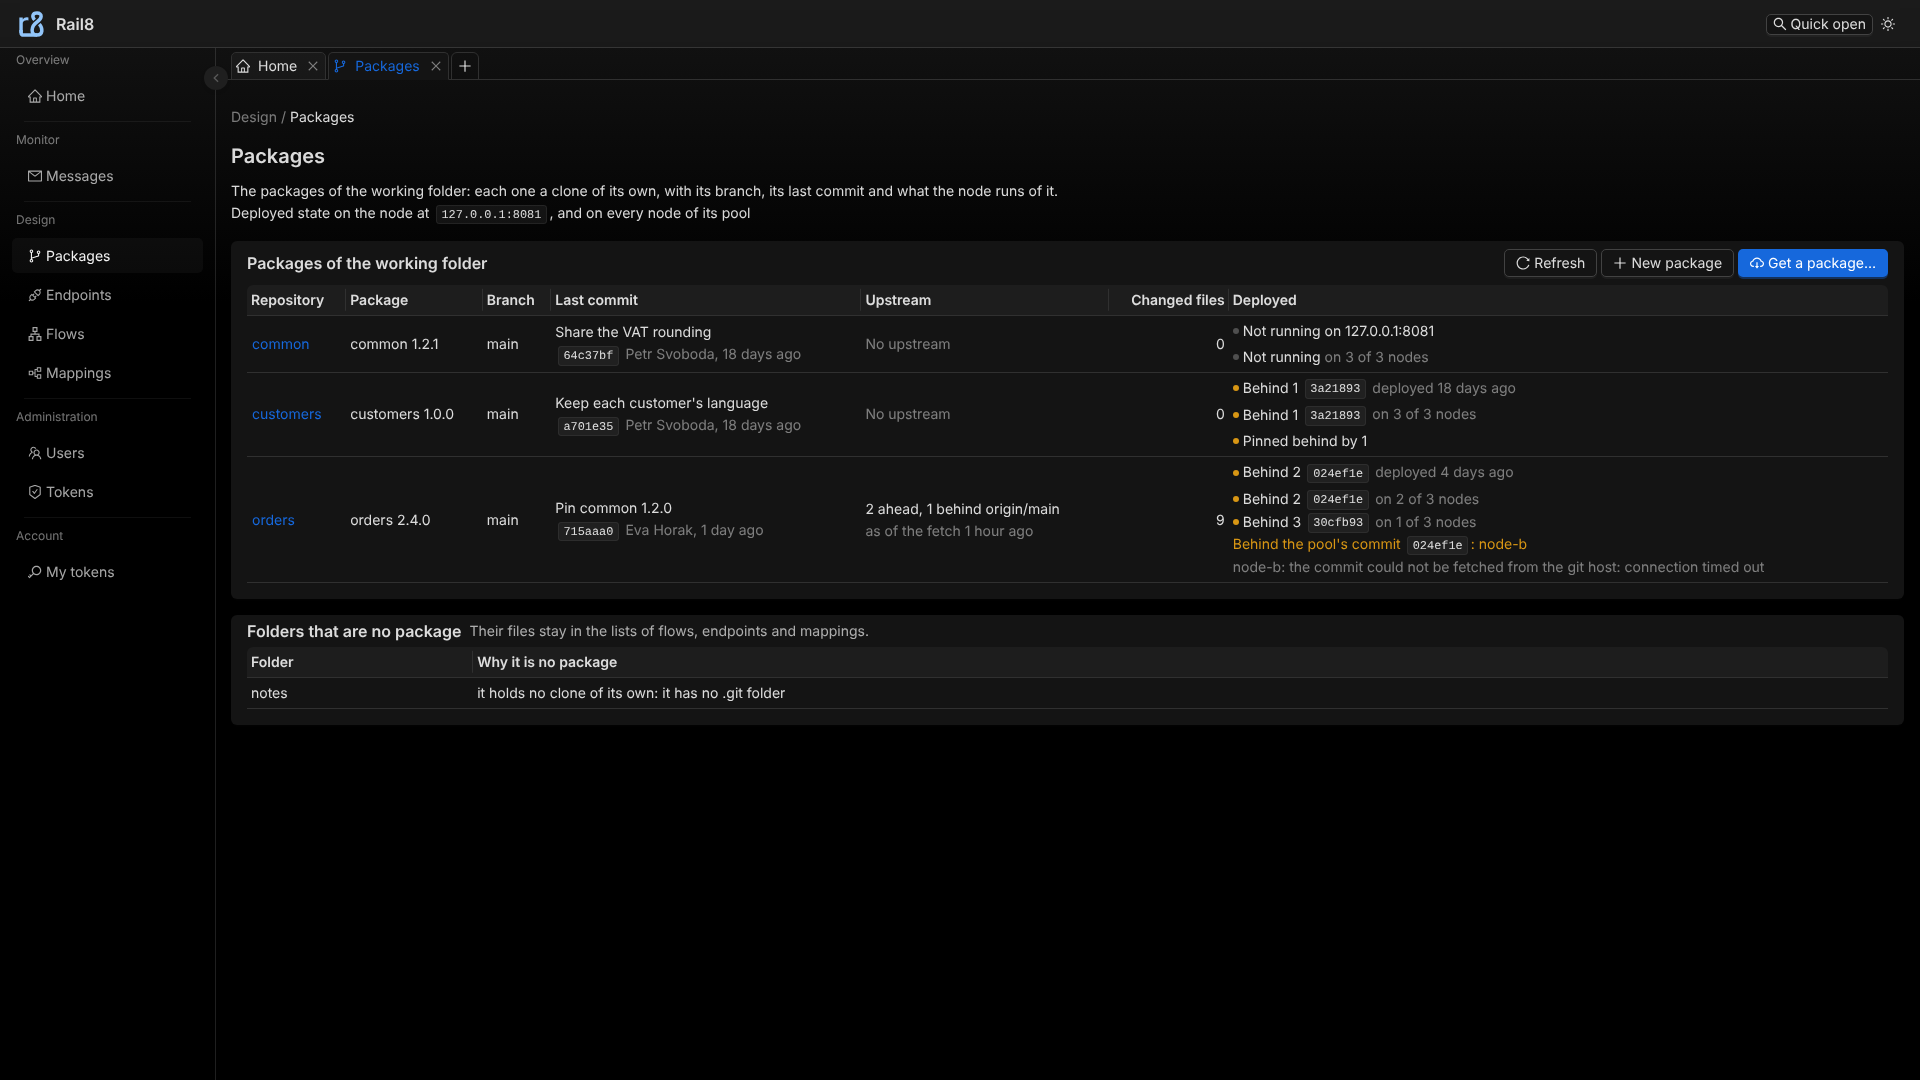 r8 Rail8
Quick open
Overview
Home
Monitor
Messages
Design
Packages
Endpoints
Flows
Mappings
Administration
Users
Tokens
Account
My tokens
Home
Packages
Design / Packages
Packages
The packages of the working folder: each one a clone of its own, with its branch, its last commit and what the node runs of it.
Deployed state on the node at 127.0.0.1:8081, and on every node of its pool
Packages of the working folder
Refresh
New package
Get a package...
Repository Package Branch Last commit Upstream Changed files Deployed
common common 1.2.1 main Share the VAT rounding No upstream 0 Not running on 127.0.0.1:8081
64c37bf Petr Svoboda, 18 days ago Not running on 3 of 3 nodes
customers customers 1.0.0 main Keep each customer's language No upstream 0 Behind 1 3a21893 deployed 18 days ago
a701e35 Petr Svoboda, 18 days ago Behind 1 3a21893 on 3 of 3 nodes
Pinned behind by 1
orders orders 2.4.0 main Pin common 1.2.0 2 ahead, 1 behind origin/main 9 Behind 2 024ef1e deployed 4 days ago
715aaa0 Eva Horak, 1 day ago as of the fetch 1 hour ago Behind 2 024ef1e on 2 of 3 nodes
Behind 3 30cfb93 on 1 of 3 nodes
Behind the pool's commit 024ef1e: node-b
node-b: the commit could not be fetched from the git host: connection timed out
Folders that are no package Their files stay in the lists of flows, endpoints and mappings.
Folder Why it is no package
notes it holds no clone of its own: it has no .git folder